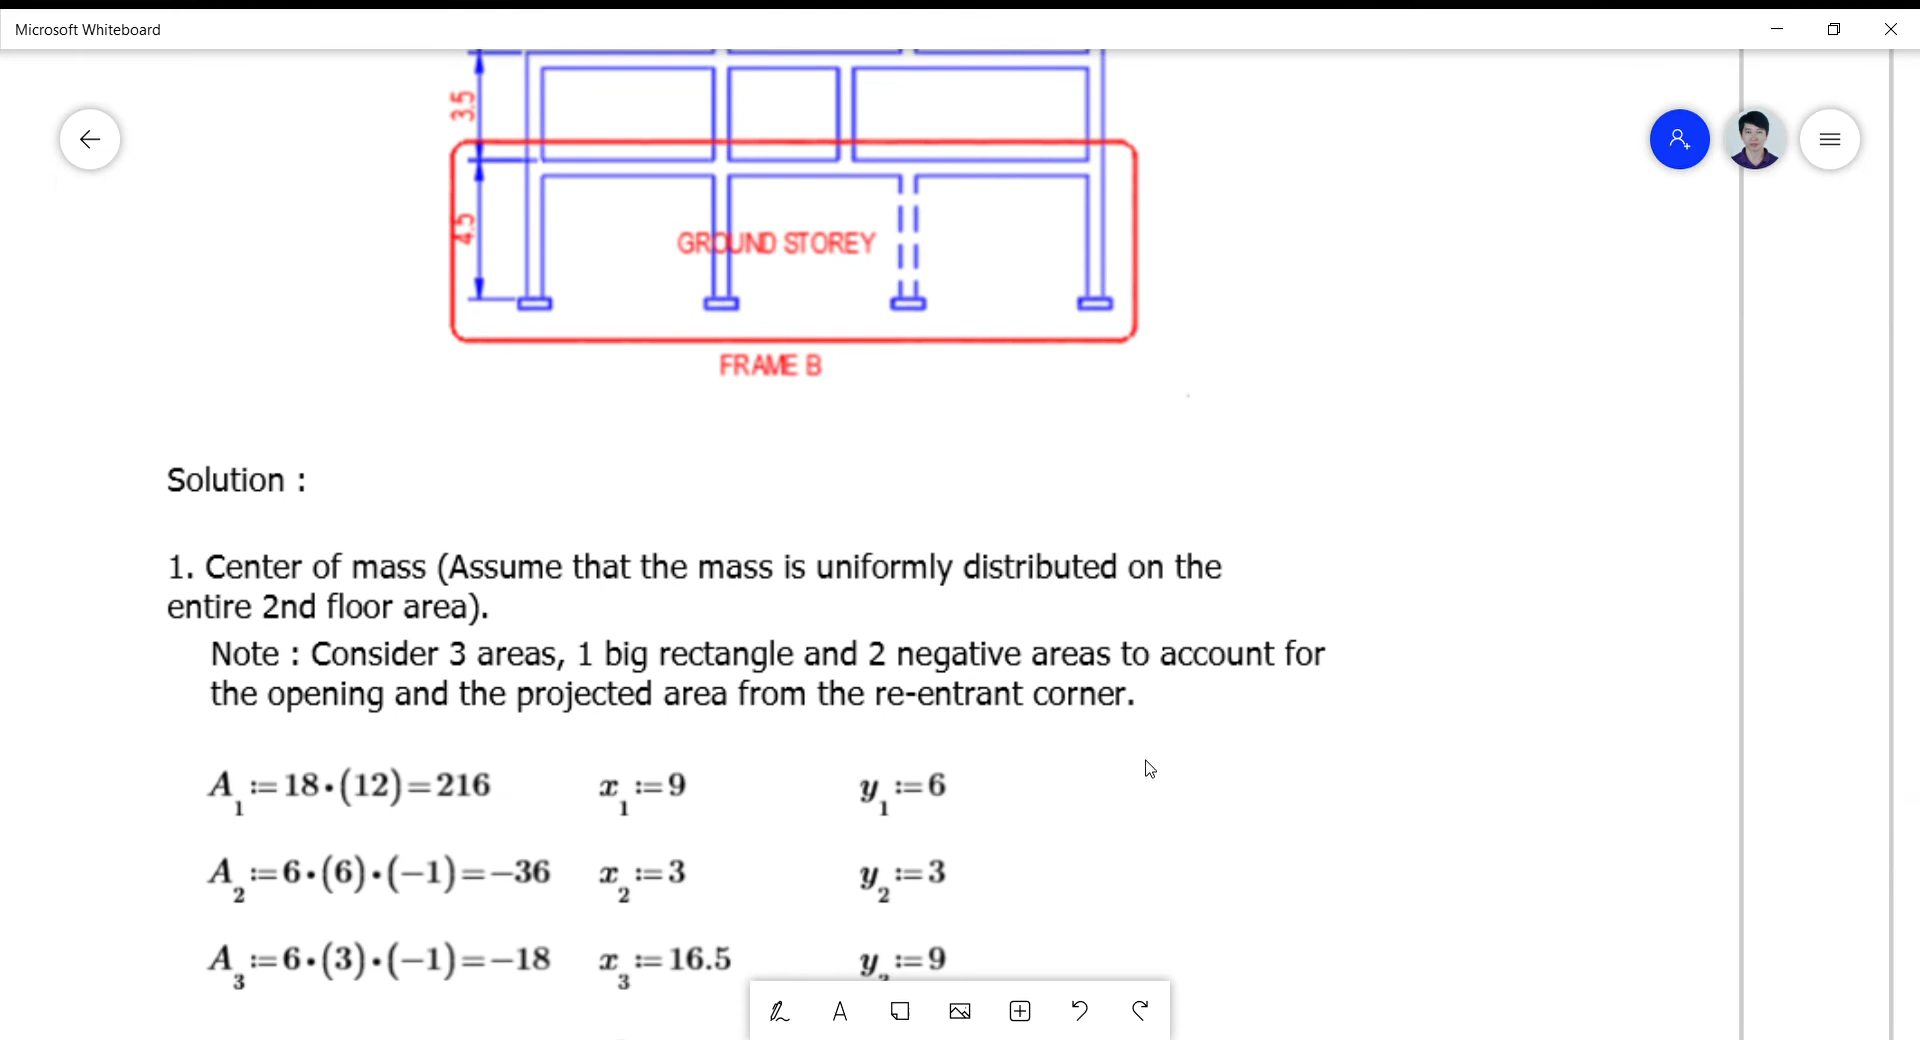 Microsoft Whiteboard
3.5
4.5
GROUND STOREY
FRAME B
Solution :
1. Center of mass (Assume that the mass is uniformly distributed on the
entire 2nd floor area).
Note : Consider 3 areas, 1 big rectangle and 2 negative areas to account for
the opening and the projected area from the re-entrant corner.
A₁:=18•(12)=216 x₁:=9 y₁:=6
A₂:=6•(6)•(−1)=−36 x₂:=3 y₂:=3
A₃:=6•(3)•(−1)=−18 x₃:=16.5 y₃:=9
A